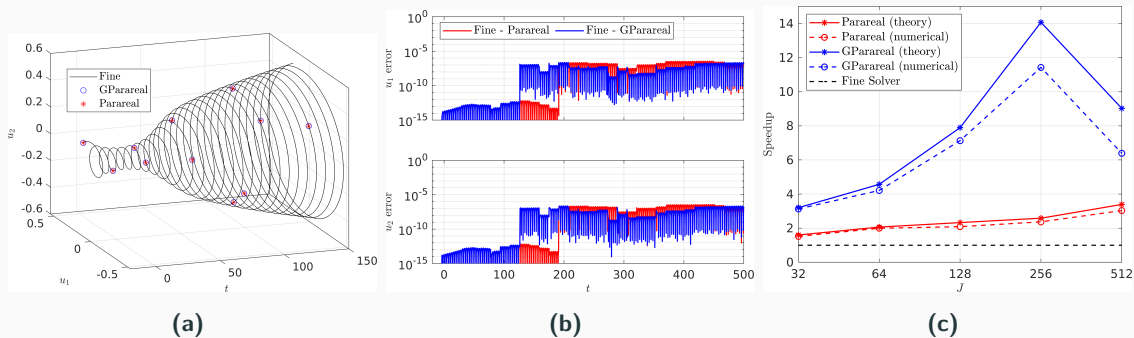 0.6
0.4
0.2
0
-0.2
-0.4
-0.6
u₂
Fine
GParareal
Parareal
0.5
0
-0.5
u₁
0
50
100
150
t
10⁰
10⁻⁵
10⁻¹⁰
10⁻¹⁵
u₁ error
Fine - Parareal
Fine - GParareal
10⁰
10⁻⁵
10⁻¹⁰
10⁻¹⁵
u₂ error
0 100 200 300 400 500
t
14
12
10
8
6
4
2
0
Speedup
Parareal (theory)
Parareal (numerical)
GParareal (theory)
GParareal (numerical)
Fine Solver
32 64 128 256 512
J
(a) (b) (c)